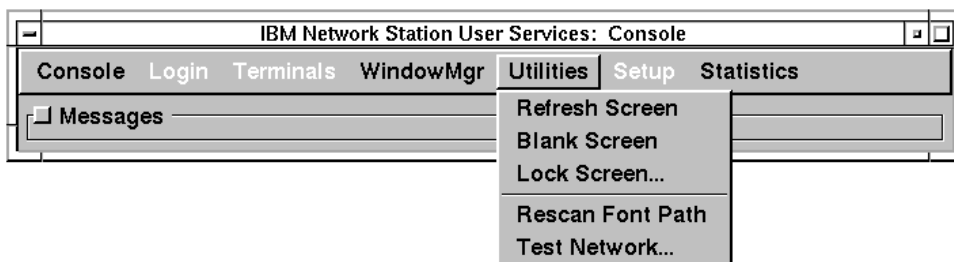 IBM Network Station User Services: Console
Console Login Terminals WindowMgr Utilities Setup Statistics
Messages
Refresh Screen
Blank Screen
Lock Screen...
Rescan Font Path
Test Network...